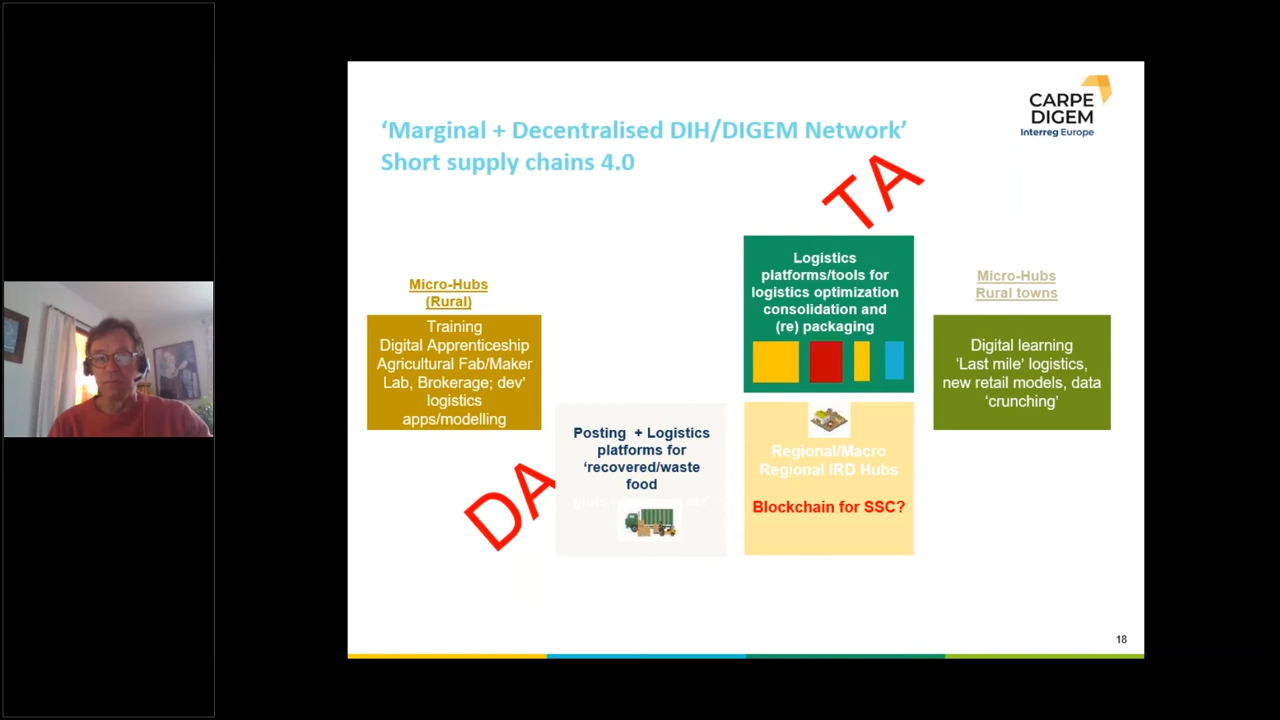 CARPE
DIGEM
Interreg Europe
‘Marginal + Decentralised DIH/DIGEM Network’
Short supply chains 4.0
TA
Micro-Hubs
(Rural)
Training
Digital Apprenticeship
Agricultural Fab/Maker
Lab, Brokerage; dev’
logistics
apps/modelling
DA
Posting + Logistics
platforms for
‘recovered/waste
food
Logistics
platforms/tools for
logistics optimization
consolidation and
(re) packaging
Regional/Macro
Regional IRD Hubs
Blockchain for SSC?
Micro-Hubs
Rural towns
Digital learning
‘Last mile’ logistics,
new retail models, data
‘crunching’
18